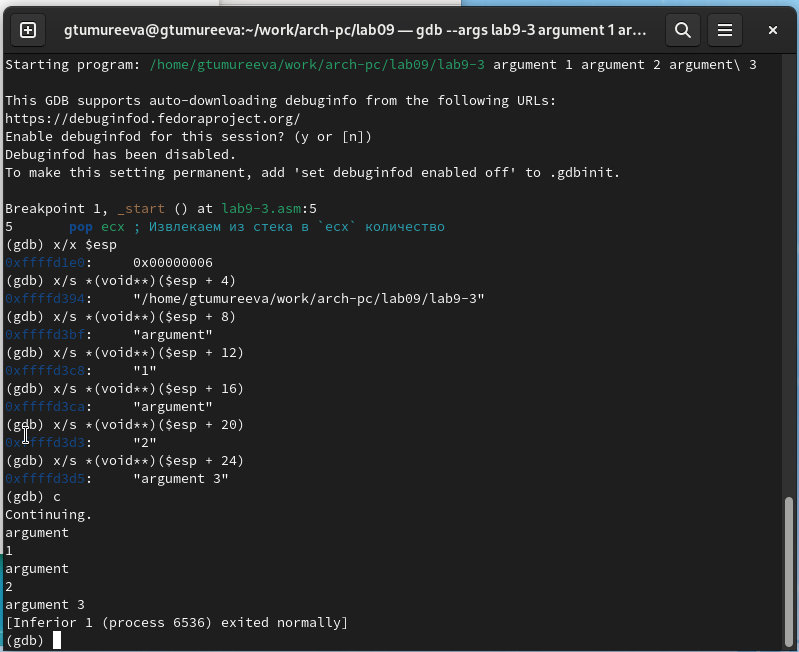 gtumureeva@gtumureeva:~/work/arch-pc/lab09 — gdb --args lab9-3 argument 1 ar...
Starting program: /home/gtumureeva/work/arch-pc/lab09/lab9-3 argument 1 argument 2 argument\ 3
This GDB supports auto-downloading debuginfo from the following URLs:
https://debuginfod.fedoraproject.org/
Enable debuginfod for this session? (y or [n])
Debuginfod has been disabled.
To make this setting permanent, add 'set debuginfod enabled off' to .gdbinit.
Breakpoint 1, _start () at lab9-3.asm:5
5       pop ecx ; Извлекаем из стека в `ecx` количество
(gdb) x/x $esp
0xffffd1e0:     0x00000006
(gdb) x/s *(void**)($esp + 4)
0xffffd394:     "/home/gtumureeva/work/arch-pc/lab09/lab9-3"
(gdb) x/s *(void**)($esp + 8)
0xffffd3bf:     "argument"
(gdb) x/s *(void**)($esp + 12)
0xffffd3c8:     "1"
(gdb) x/s *(void**)($esp + 16)
0xffffd3ca:     "argument"
(gdb) x/s *(void**)($esp + 20)
0xffffd3d3:     "2"
(gdb) x/s *(void**)($esp + 24)
0xffffd3d5:     "argument 3"
(gdb) c
Continuing.
argument
1
argument
2
argument 3
[Inferior 1 (process 6536) exited normally]
(gdb)